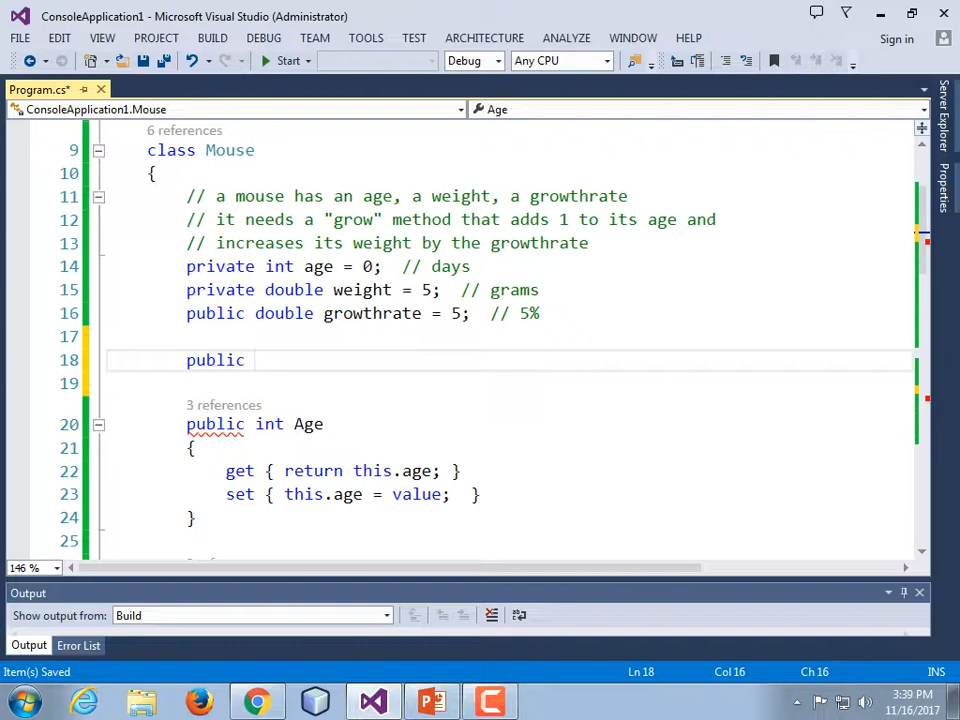 ConsoleApplication1 - Microsoft Visual Studio (Administrator)
FILE EDIT VIEW PROJECT BUILD DEBUG TEAM TOOLS TEST ARCHITECTURE ANALYZE WINDOW HELP Sign in
Start Debug Any CPU
Program.cs*
ConsoleApplication1.Mouse Age
6 references
9 class Mouse
10 {
11 // a mouse has an age, a weight, a growthrate
12 // it needs a "grow" method that adds 1 to its age and
13 // increases its weight by the growthrate
14 private int age = 0; // days
15 private double weight = 5; // grams
16 public double growthrate = 5; // 5%
17
18 public
19
3 references
20 public int Age
21 {
22 get { return this.age; }
23 set { this.age = value; }
24 }
25
146 %
Server Explorer
Properties
Output
Show output from: Build
Output Error List
Item(s) Saved Ln 18 Col 16 Ch 16 INS
3:39 PM
11/16/2017